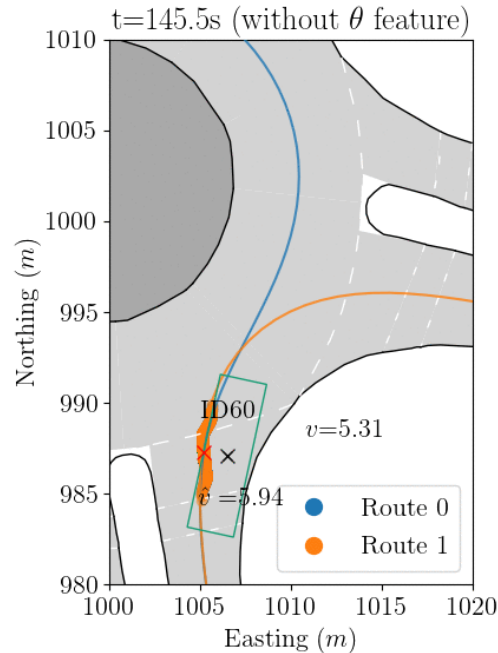 t=145.5s (without θ feature)
1010
1005
1000
995
990
985
980
Northing (m)
ID60
v=5.31
v̂ =5.94
Route 0
Route 1
1000 1005 1010 1015 1020
Easting (m)